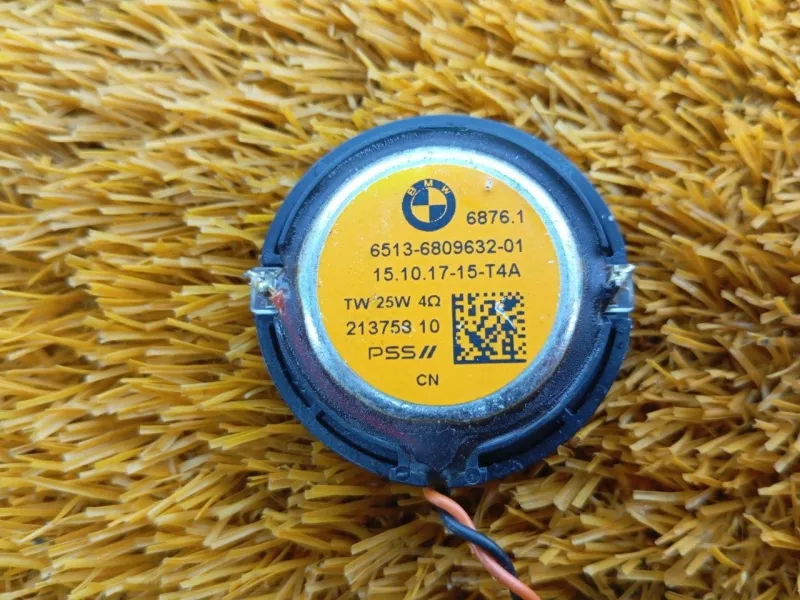 BMW
6876.1
6513-6809632-01
15.10.17-15-T4A
TW 25W 4Ω
213753 10
PSS//
CN